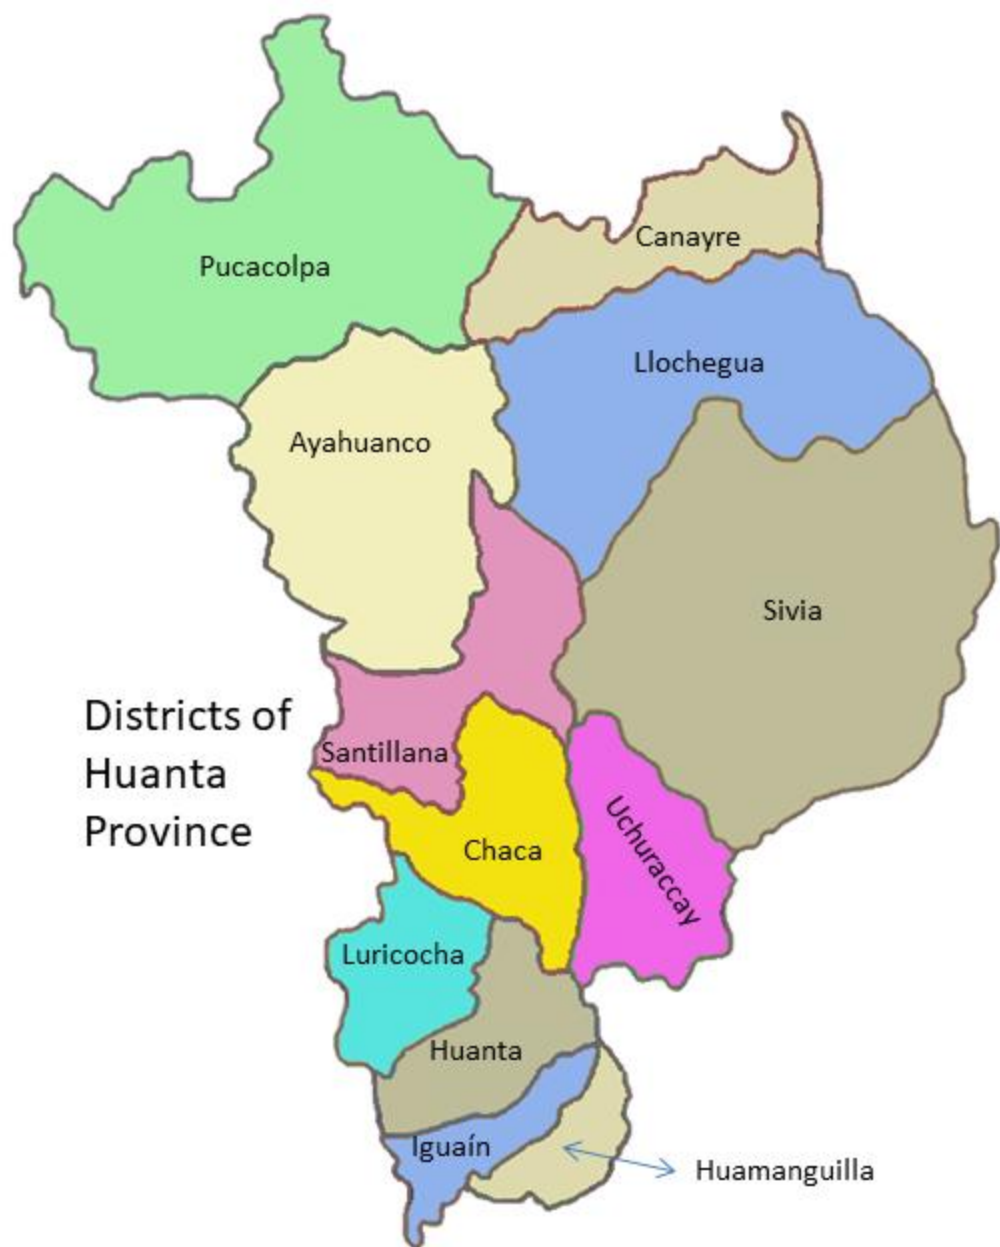 Canayre
Pucacolpa
Llochegua
Ayahuanco
Sivia
Districts of
Huanta
Province
Santillana
Chaca
Uchuraccay
Luricocha
Huanta
Iguaín
Huamanguilla